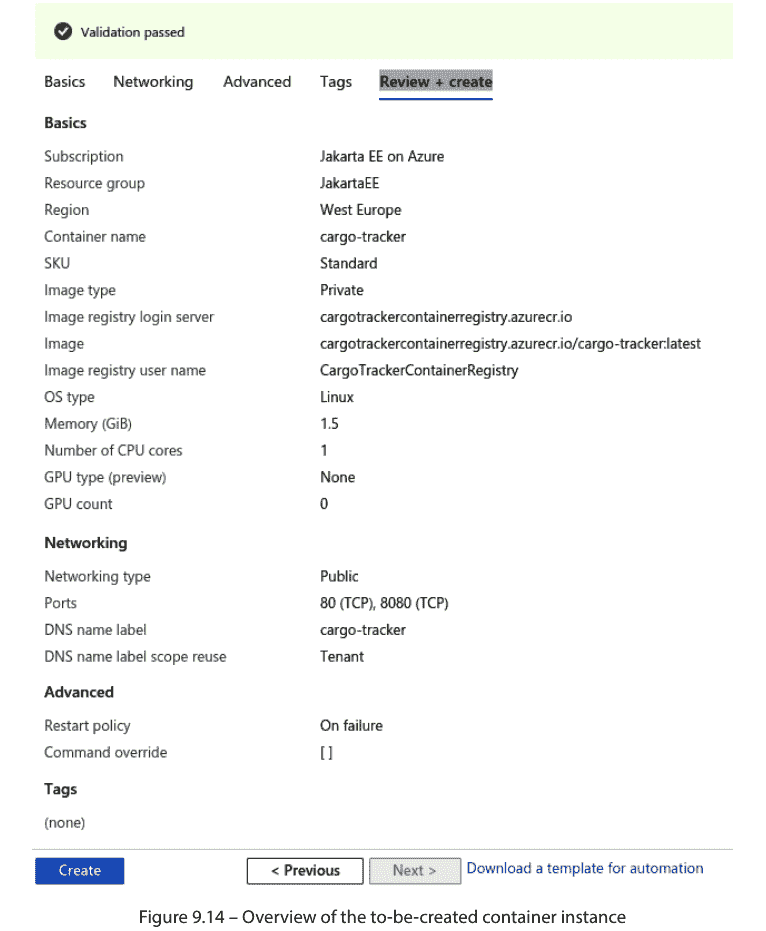 Validation passed
Basics Networking Advanced Tags Review + create
Basics
Subscription Jakarta EE on Azure
Resource group JakartaEE
Region West Europe
Container name cargo-tracker
SKU Standard
Image type Private
Image registry login server cargotrackercontainerregistry.azurecr.io
Image cargotrackercontainerregistry.azurecr.io/cargo-tracker:latest
Image registry user name CargoTrackerContainerRegistry
OS type Linux
Memory (GiB) 1.5
Number of CPU cores 1
GPU type (preview) None
GPU count 0
Networking
Networking type Public
Ports 80 (TCP), 8080 (TCP)
DNS name label cargo-tracker
DNS name label scope reuse Tenant
Advanced
Restart policy On failure
Command override [ ]
Tags
(none)
Create < Previous Next > Download a template for automation
Figure 9.14 – Overview of the to-be-created container instance